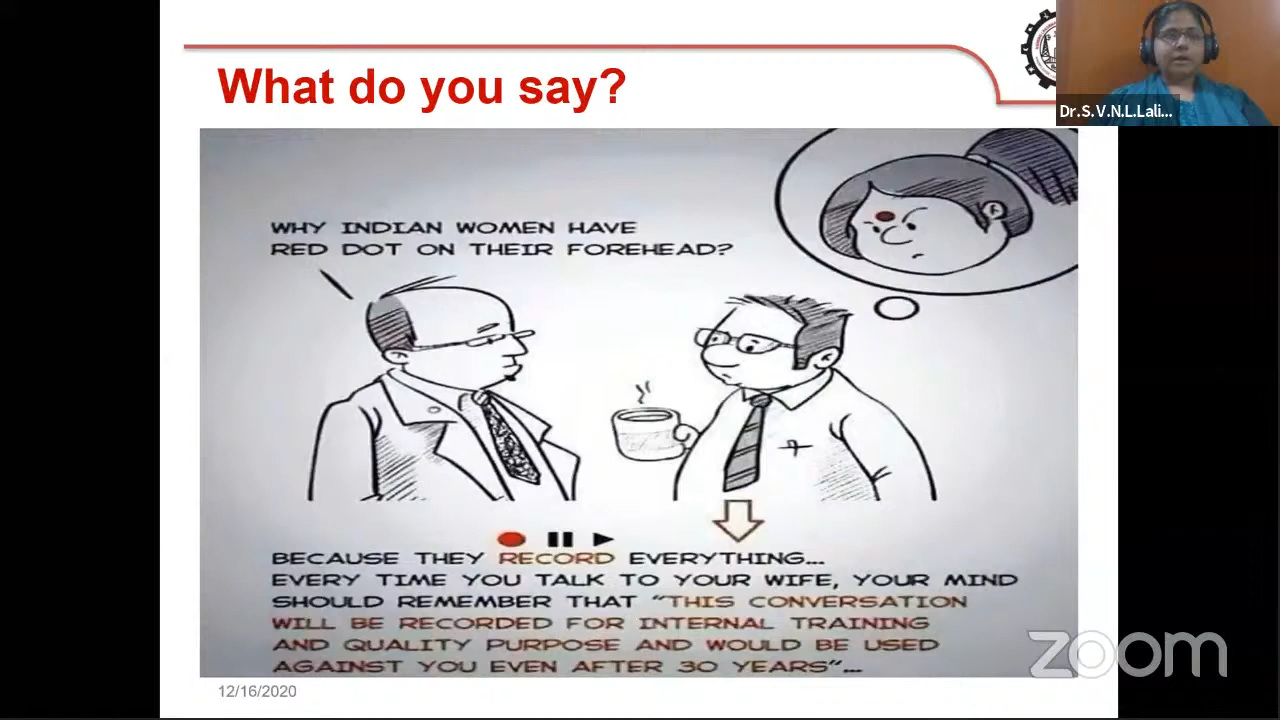 What do you say?
Dr.S.V.N.L.Lali...
WHY INDIAN WOMEN HAVE
RED DOT ON THEIR FOREHEAD?
BECAUSE THEY RECORD EVERYTHING...
EVERY TIME YOU TALK TO YOUR WIFE, YOUR MIND
SHOULD REMEMBER THAT "THIS CONVERSATION
WILL BE RECORDED FOR INTERNAL TRAINING
AND QUALITY PURPOSE AND WOULD BE USED
AGAINST YOU EVEN AFTER 30 YEARS"...
zoom
12/16/2020